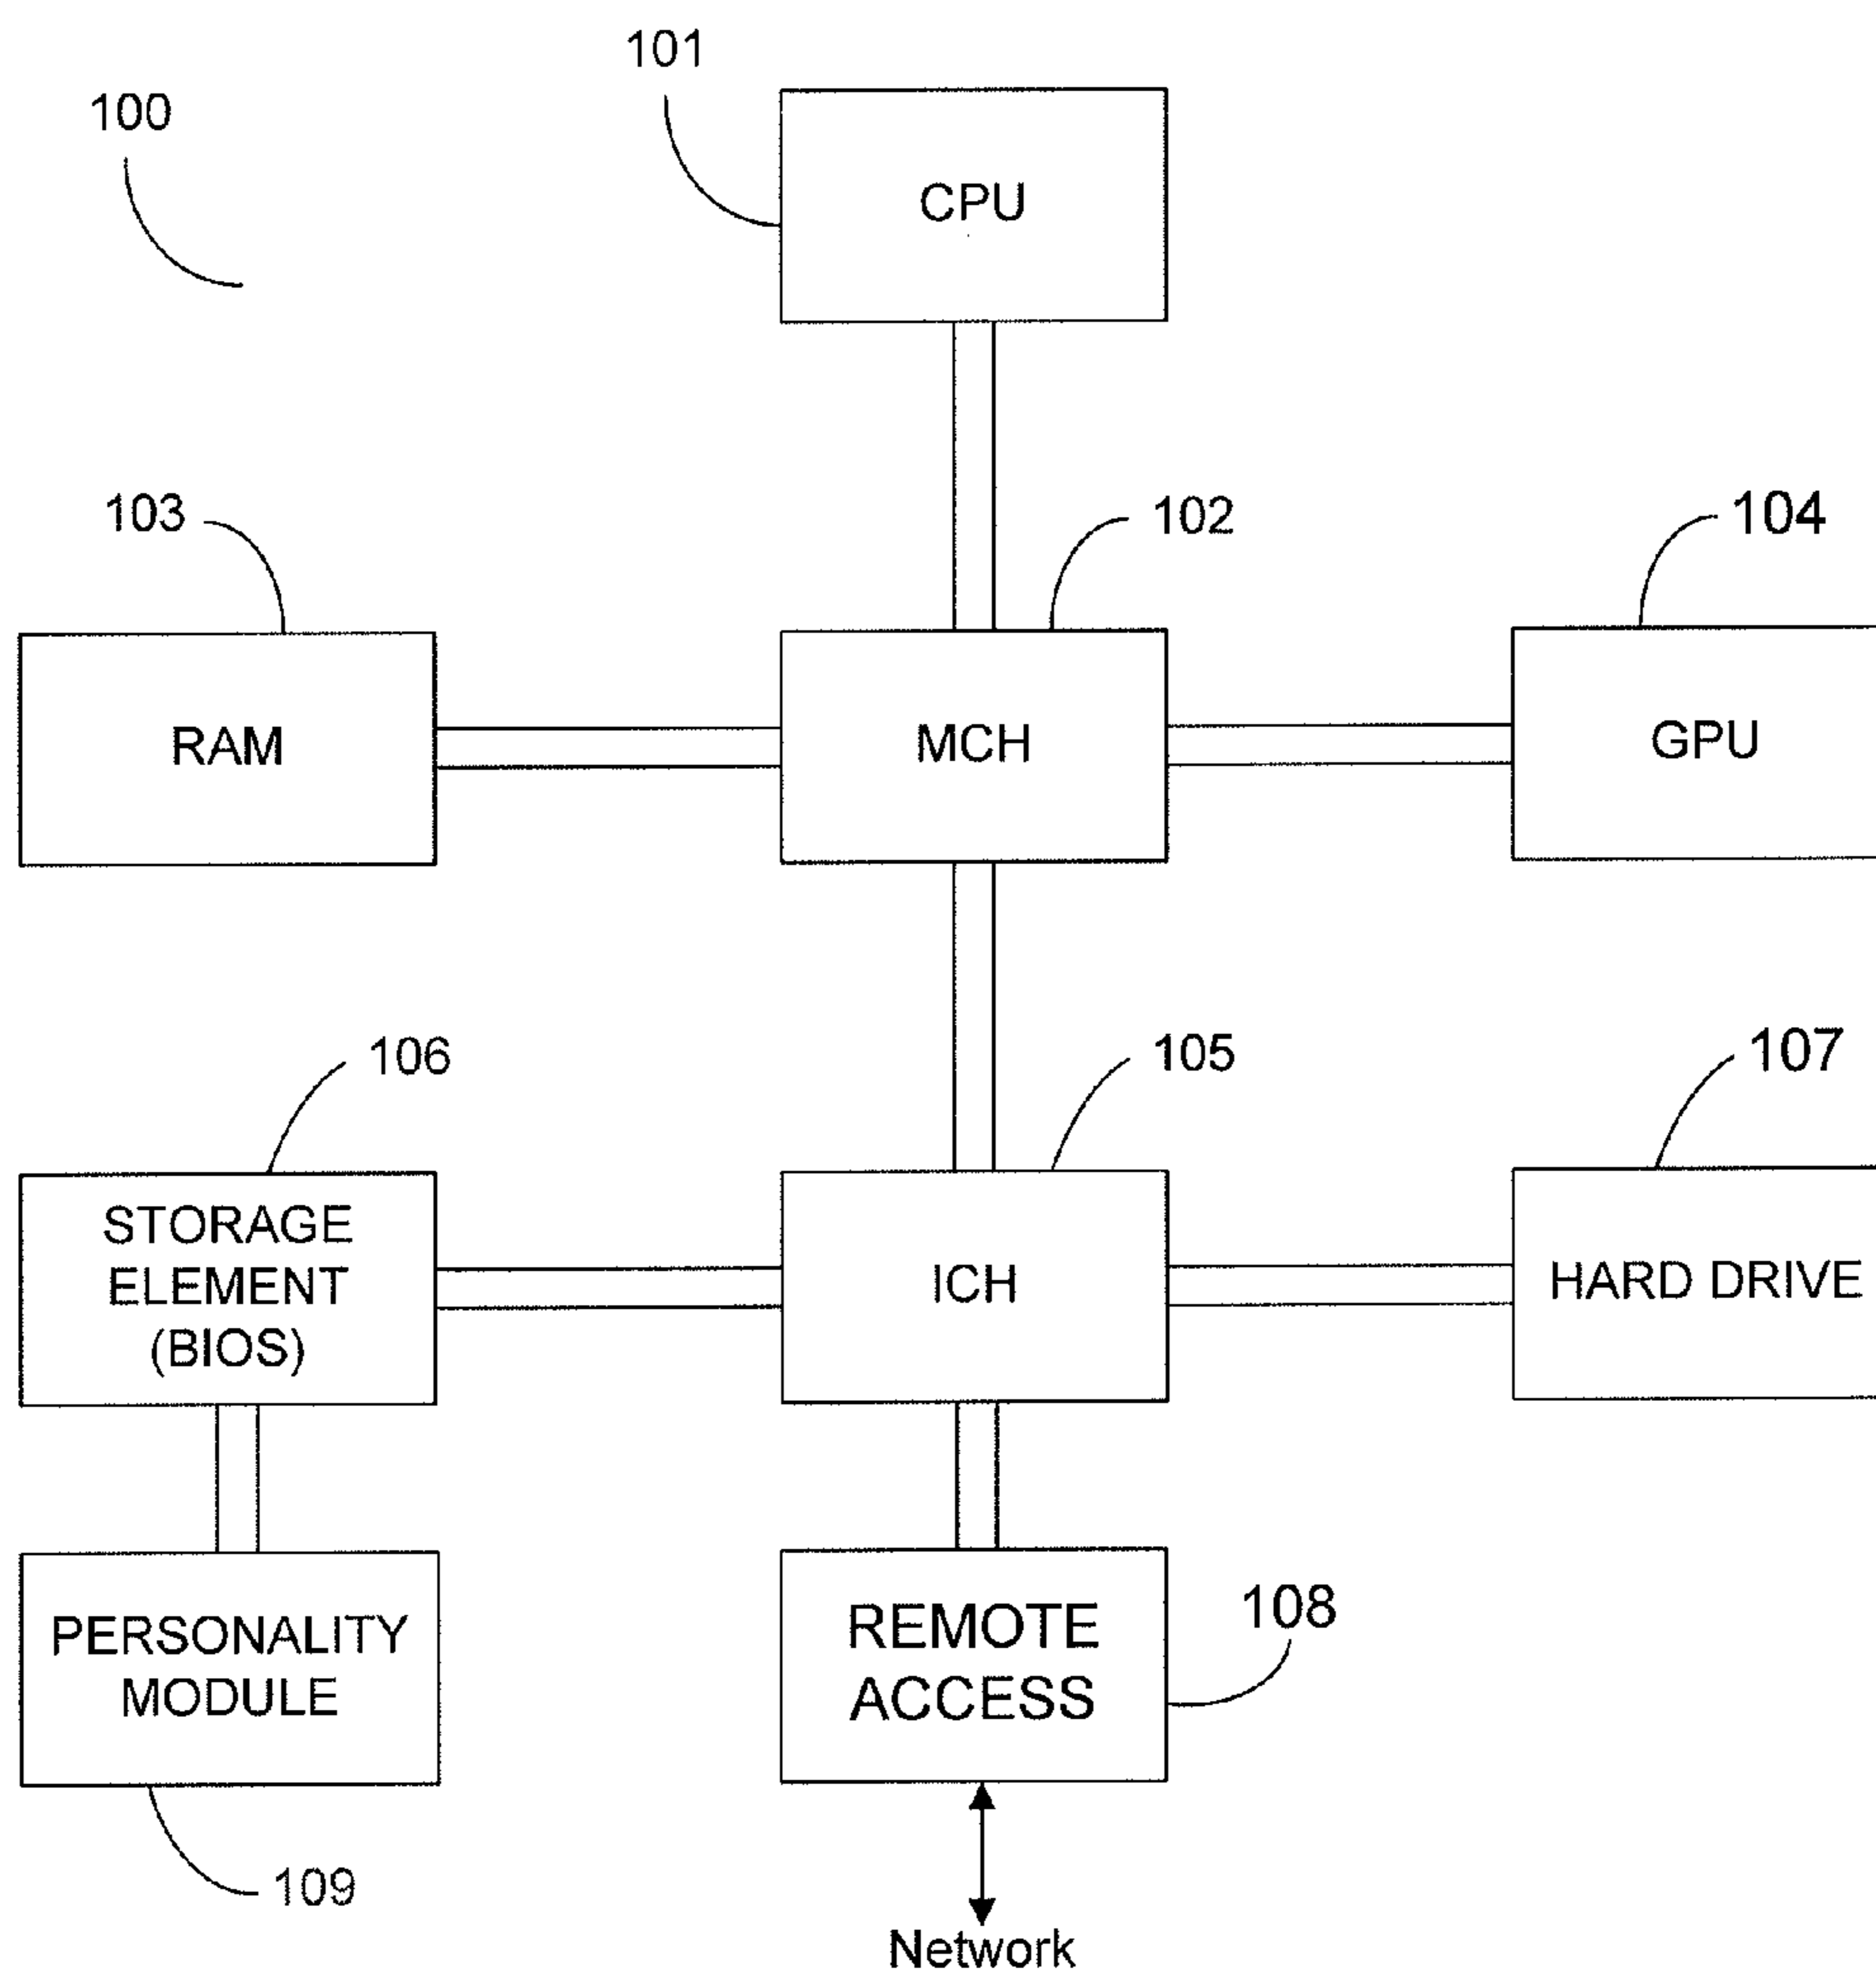 101
100
CPU
103
102
104
RAM
MCH
GPU
106
105
107
STORAGE
ELEMENT
(BIOS)
ICH
HARD DRIVE
PERSONALITY
MODULE
REMOTE
ACCESS
108
109
Network